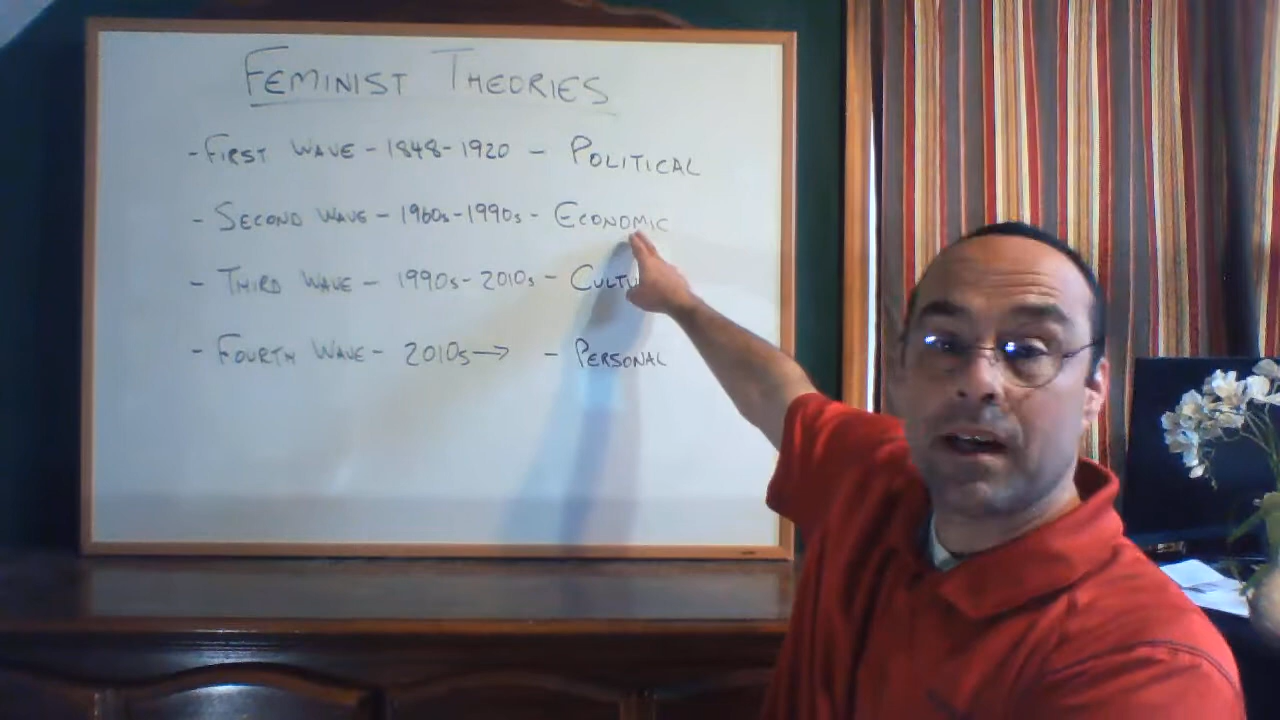 FEMINIST THEORIES
- FIRST WAVE - 1848-1920 - POLITICAL
- SECOND WAVE - 1960s-1990s - ECONOMIC
- THIRD WAVE - 1990s-2010s -
- FOURTH WAVE - 2010s → - PERSONAL